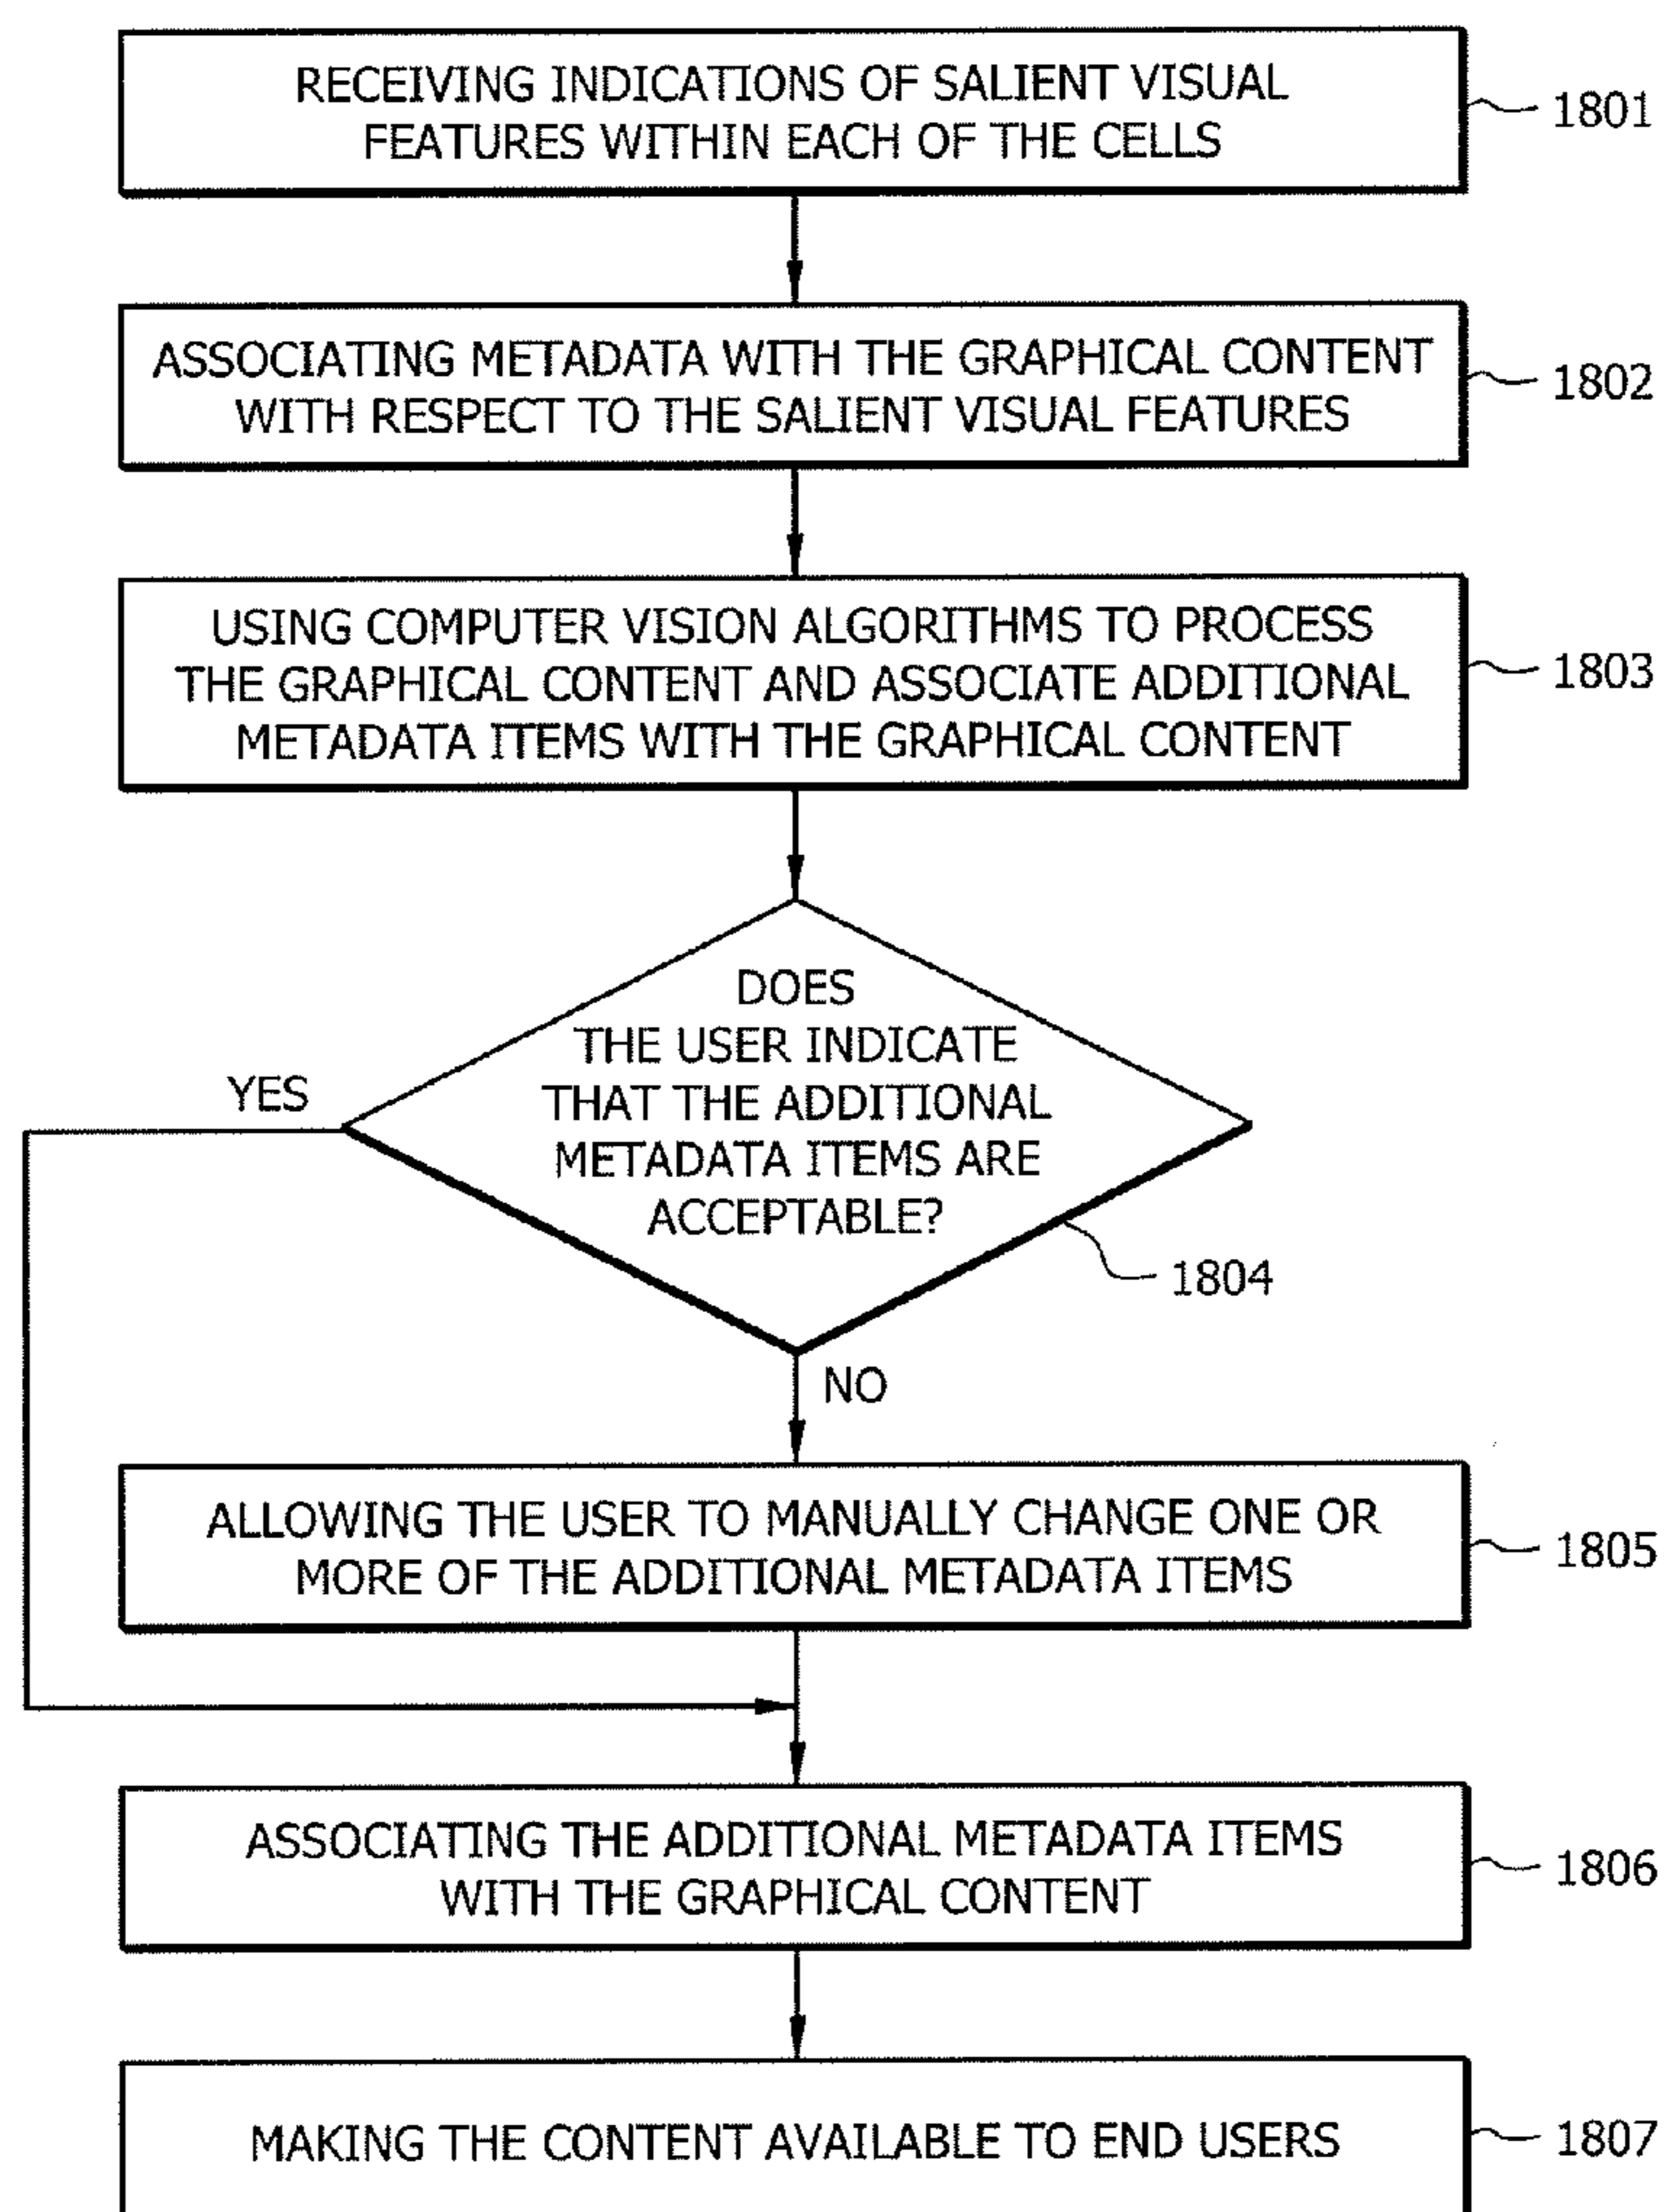 RECEIVING INDICATIONS OF SALIENT VISUAL
FEATURES WITHIN EACH OF THE CELLS
1801
ASSOCIATING METADATA WITH THE GRAPHICAL CONTENT
WITH RESPECT TO THE SALIENT VISUAL FEATURES
1802
USING COMPUTER VISION ALGORITHMS TO PROCESS
THE GRAPHICAL CONTENT AND ASSOCIATE ADDITIONAL
METADATA ITEMS WITH THE GRAPHICAL CONTENT
1803
DOES
THE USER INDICATE
THAT THE ADDITIONAL
METADATA ITEMS ARE
ACCEPTABLE?
YES
1804
NO
ALLOWING THE USER TO MANUALLY CHANGE ONE OR
MORE OF THE ADDITIONAL METADATA ITEMS
1805
ASSOCIATING THE ADDITIONAL METADATA ITEMS
WITH THE GRAPHICAL CONTENT
1806
MAKING THE CONTENT AVAILABLE TO END USERS
1807